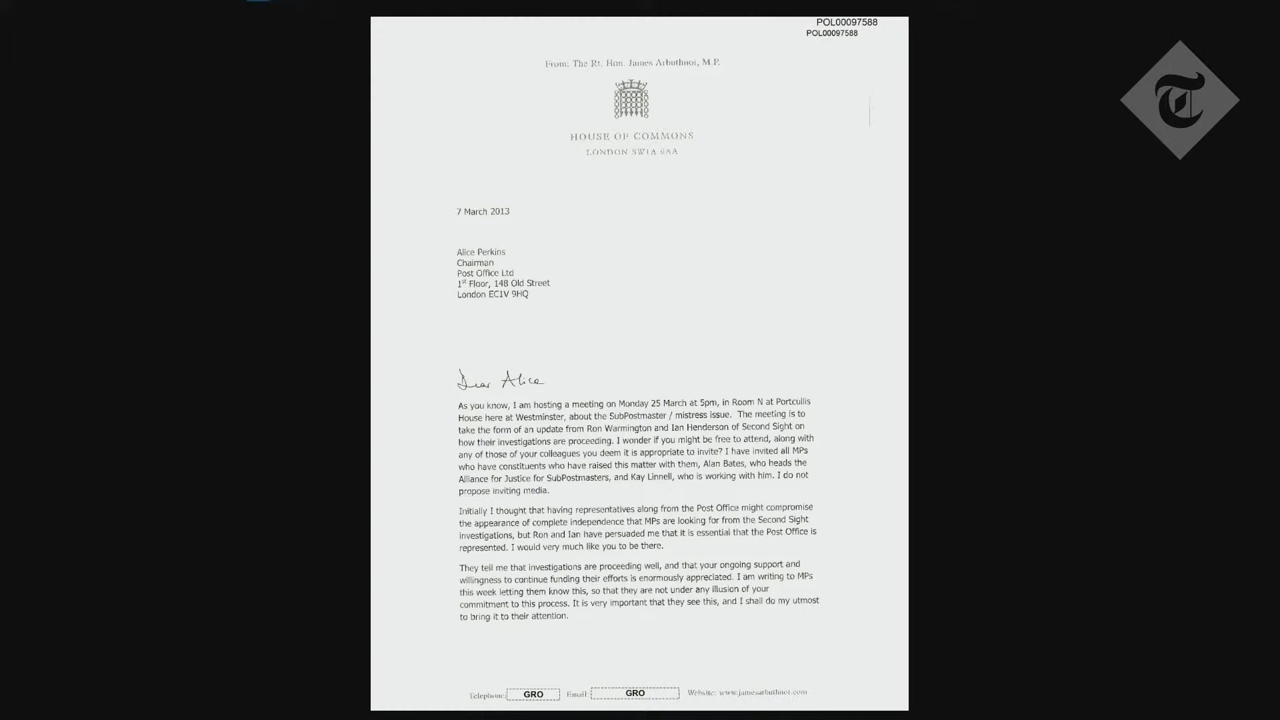 POL00097588
POL00097588
From: The Rt. Hon. James Arbuthnot, M.P.
HOUSE OF COMMONS
LONDON SW1A 0AA
7 March 2013
Alice Perkins
Chairman
Post Office Ltd
1st Floor, 148 Old Street
London EC1V 9HQ
Dear Alice
As you know, I am hosting a meeting on Monday 25 March at 5pm, in Room N at Portcullis
House here at Westminster, about the SubPostmaster / mistress issue. The meeting is to
take the form of an update from Ron Warmington and Ian Henderson of Second Sight on
how their investigations are proceeding. I wonder if you might be free to attend, along with
any of those of your colleagues you deem it is appropriate to invite? I have invited all MPs
who have constituents who have raised this matter with them, Alan Bates, who heads the
Alliance for Justice for SubPostmasters, and Kay Linnell, who is working with him. I do not
propose inviting media.
Initially I thought that having representatives along from the Post Office might compromise
the appearance of complete independence that MPs are looking for from the Second Sight
investigations, but Ron and Ian have persuaded me that it is essential that the Post Office is
represented. I would very much like you to be there.
They tell me that investigations are proceeding well, and that your ongoing support and
willingness to continue funding their efforts is enormously appreciated. I am writing to MPs
this week letting them know this, so that they are not under any illusion of your
commitment to this process. It is very important that they see this, and I shall do my utmost
to bring it to their attention.
Telephone: GRO Email: GRO Website: www.jamesarbuthnot.com
T